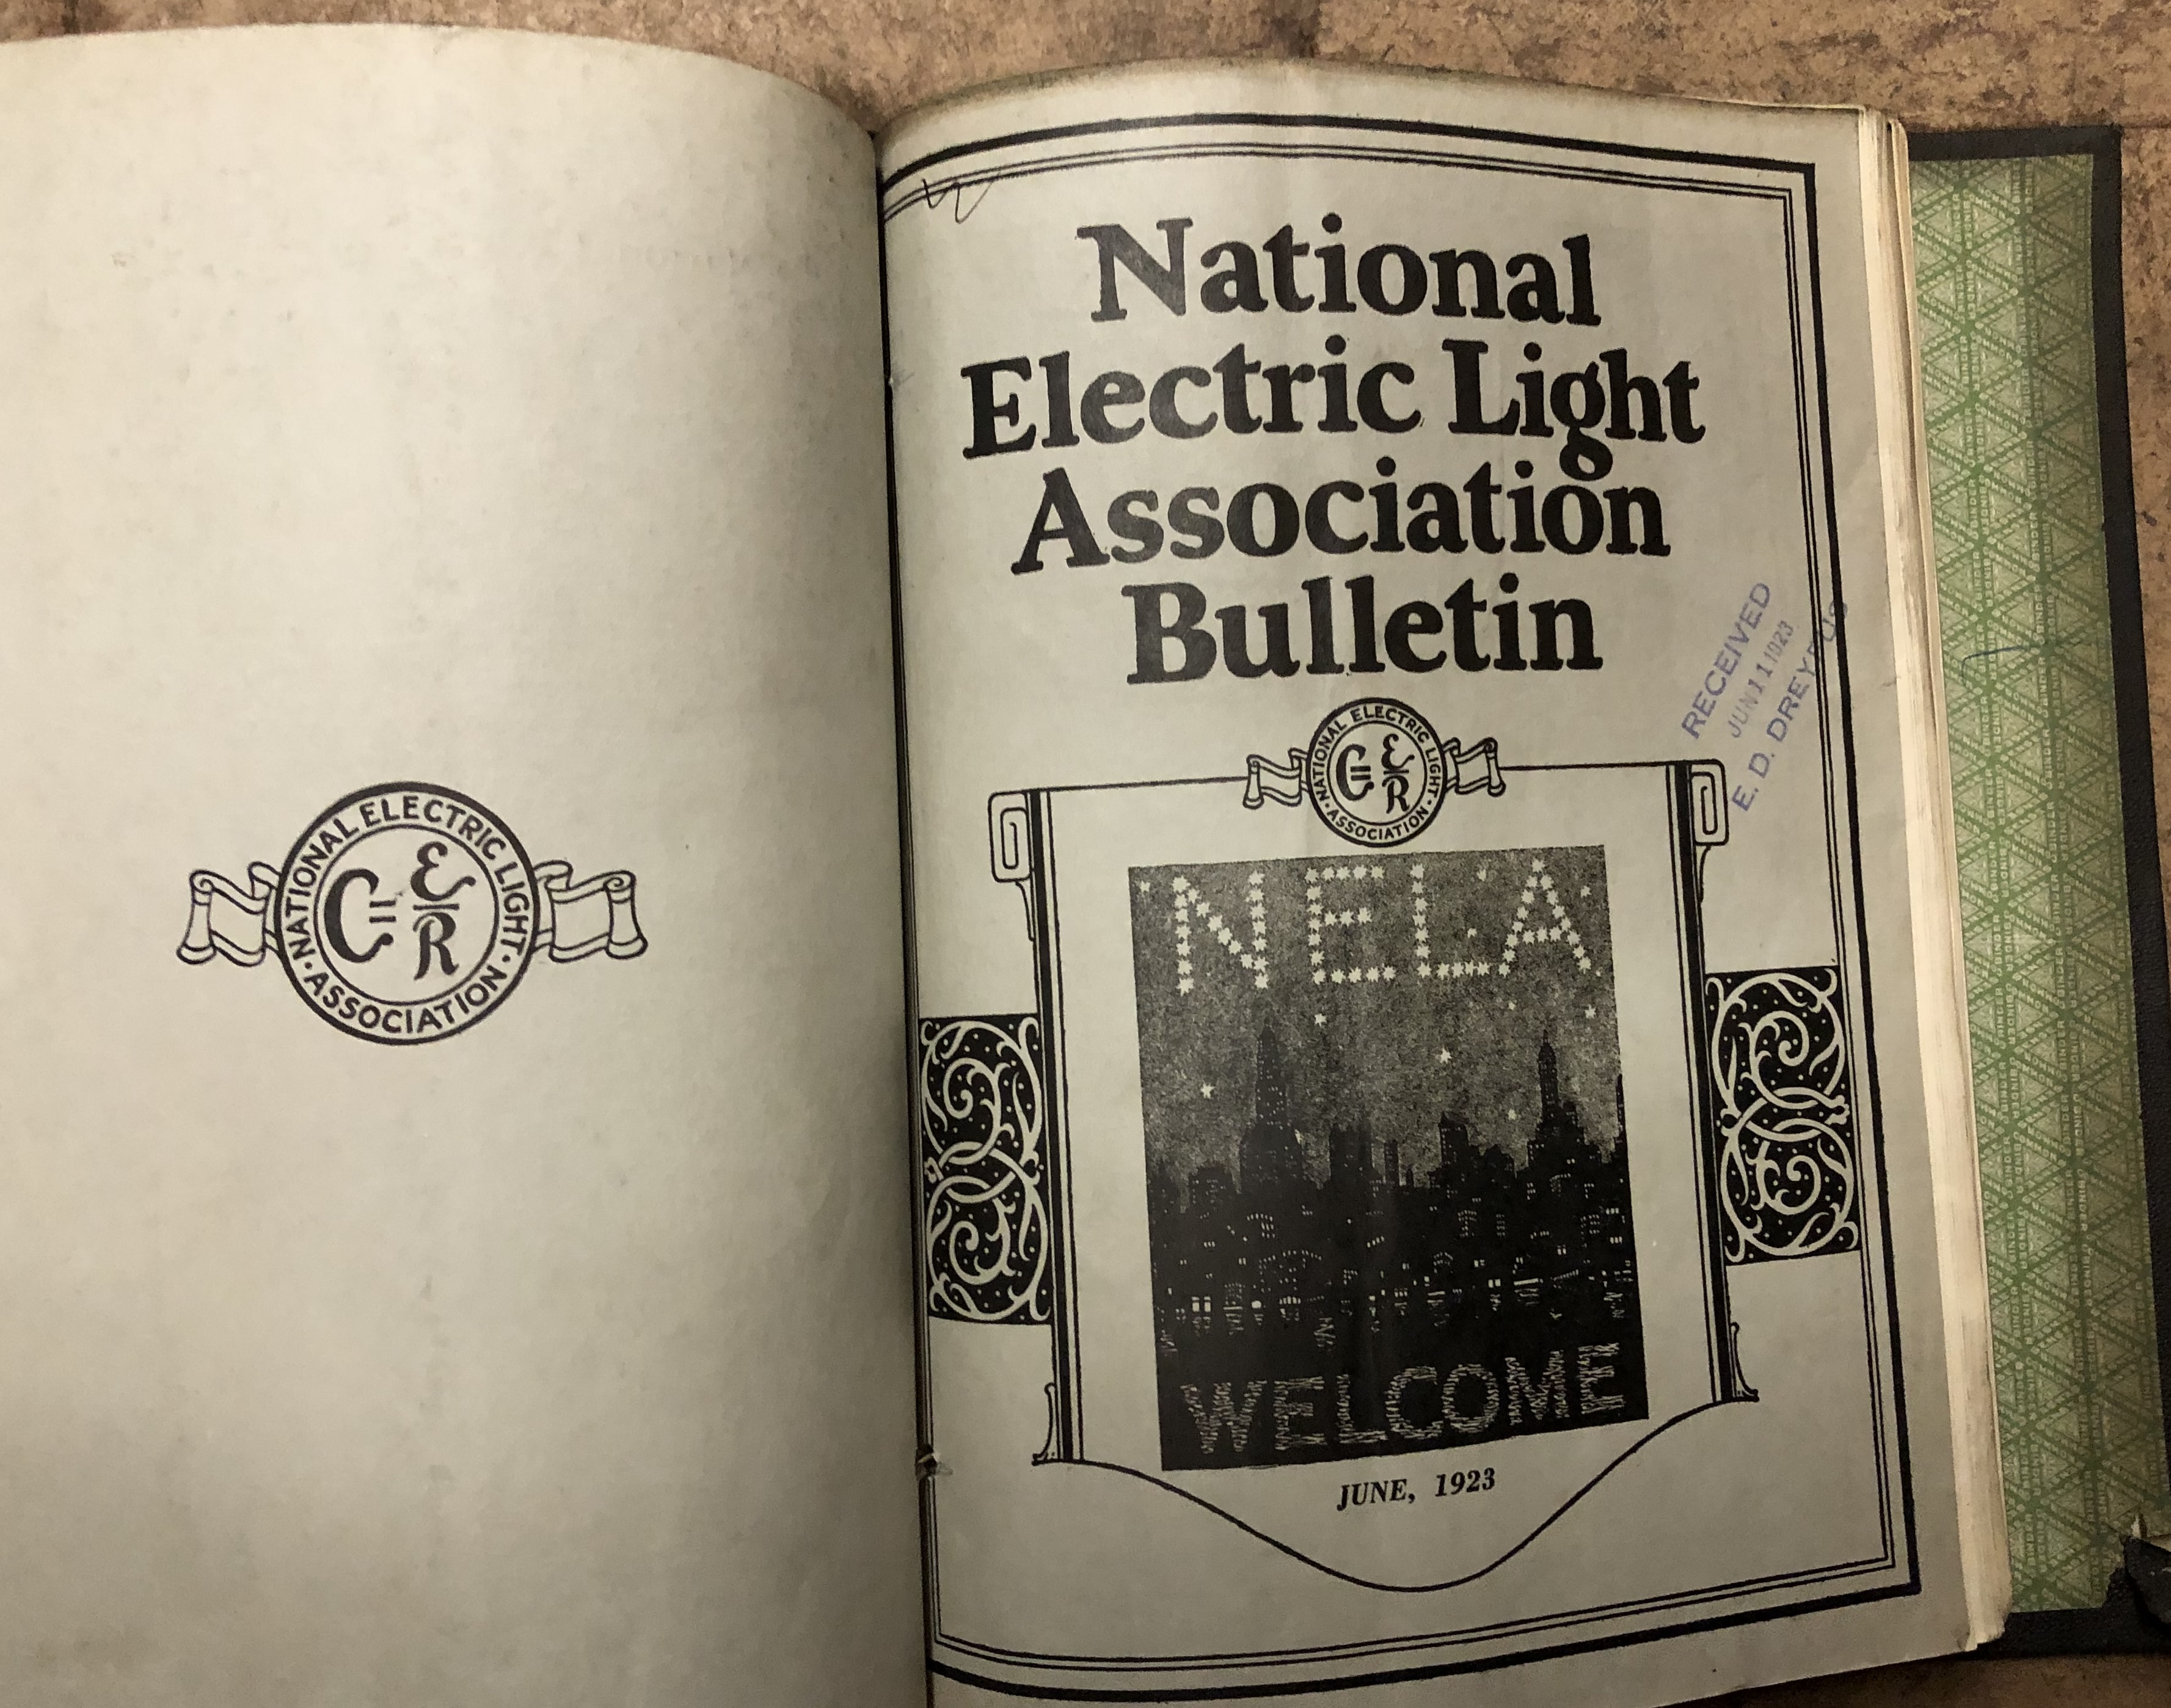 NATIONAL ELECTRIC LIGHT
· ASSOCIATION ·
C = E
R
W
National
Electric Light
Association
Bulletin
RECEIVED
JUN 11 1923
E. D. DREYFUS
NATIONAL ELECTRIC LIGHT
· ASSOCIATION ·
C = E
R
NELA
WELCOME
JUNE, 1923